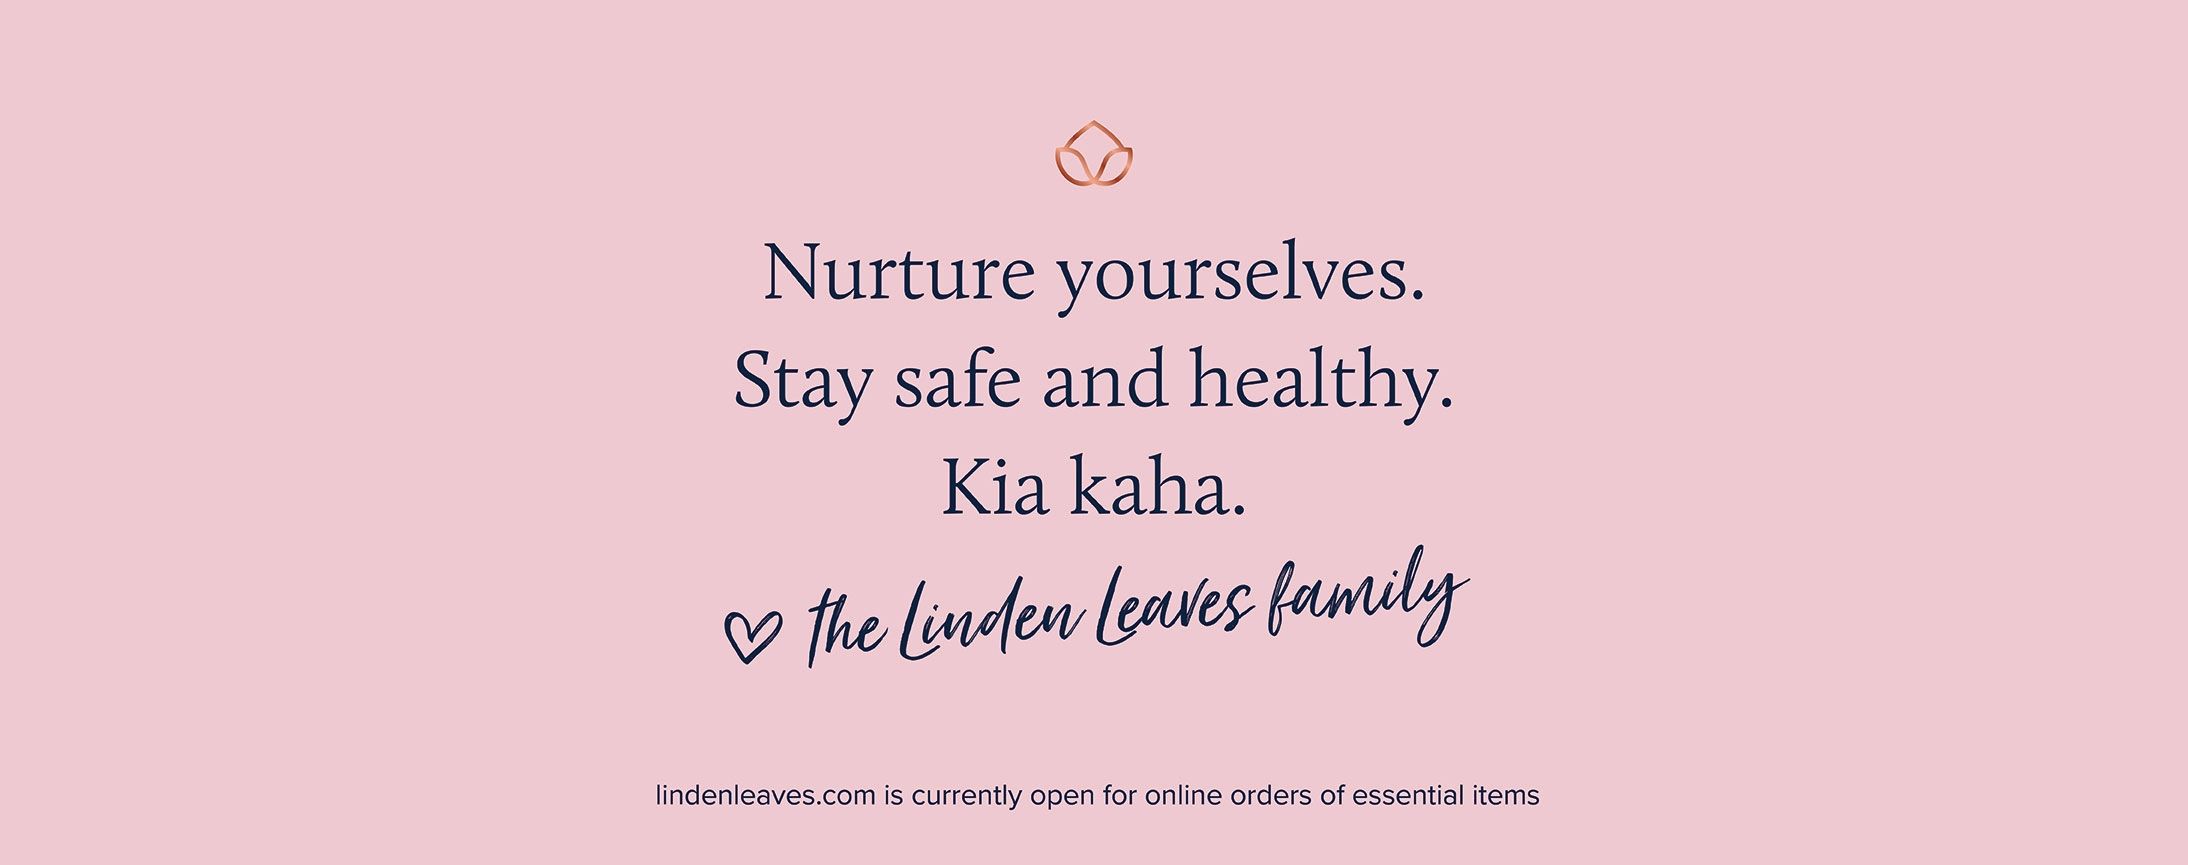 Nurture yourselves.
Stay safe and healthy.
Kia kaha.
the Linden Leaves family
lindenleaves.com is currently open for online orders of essential items